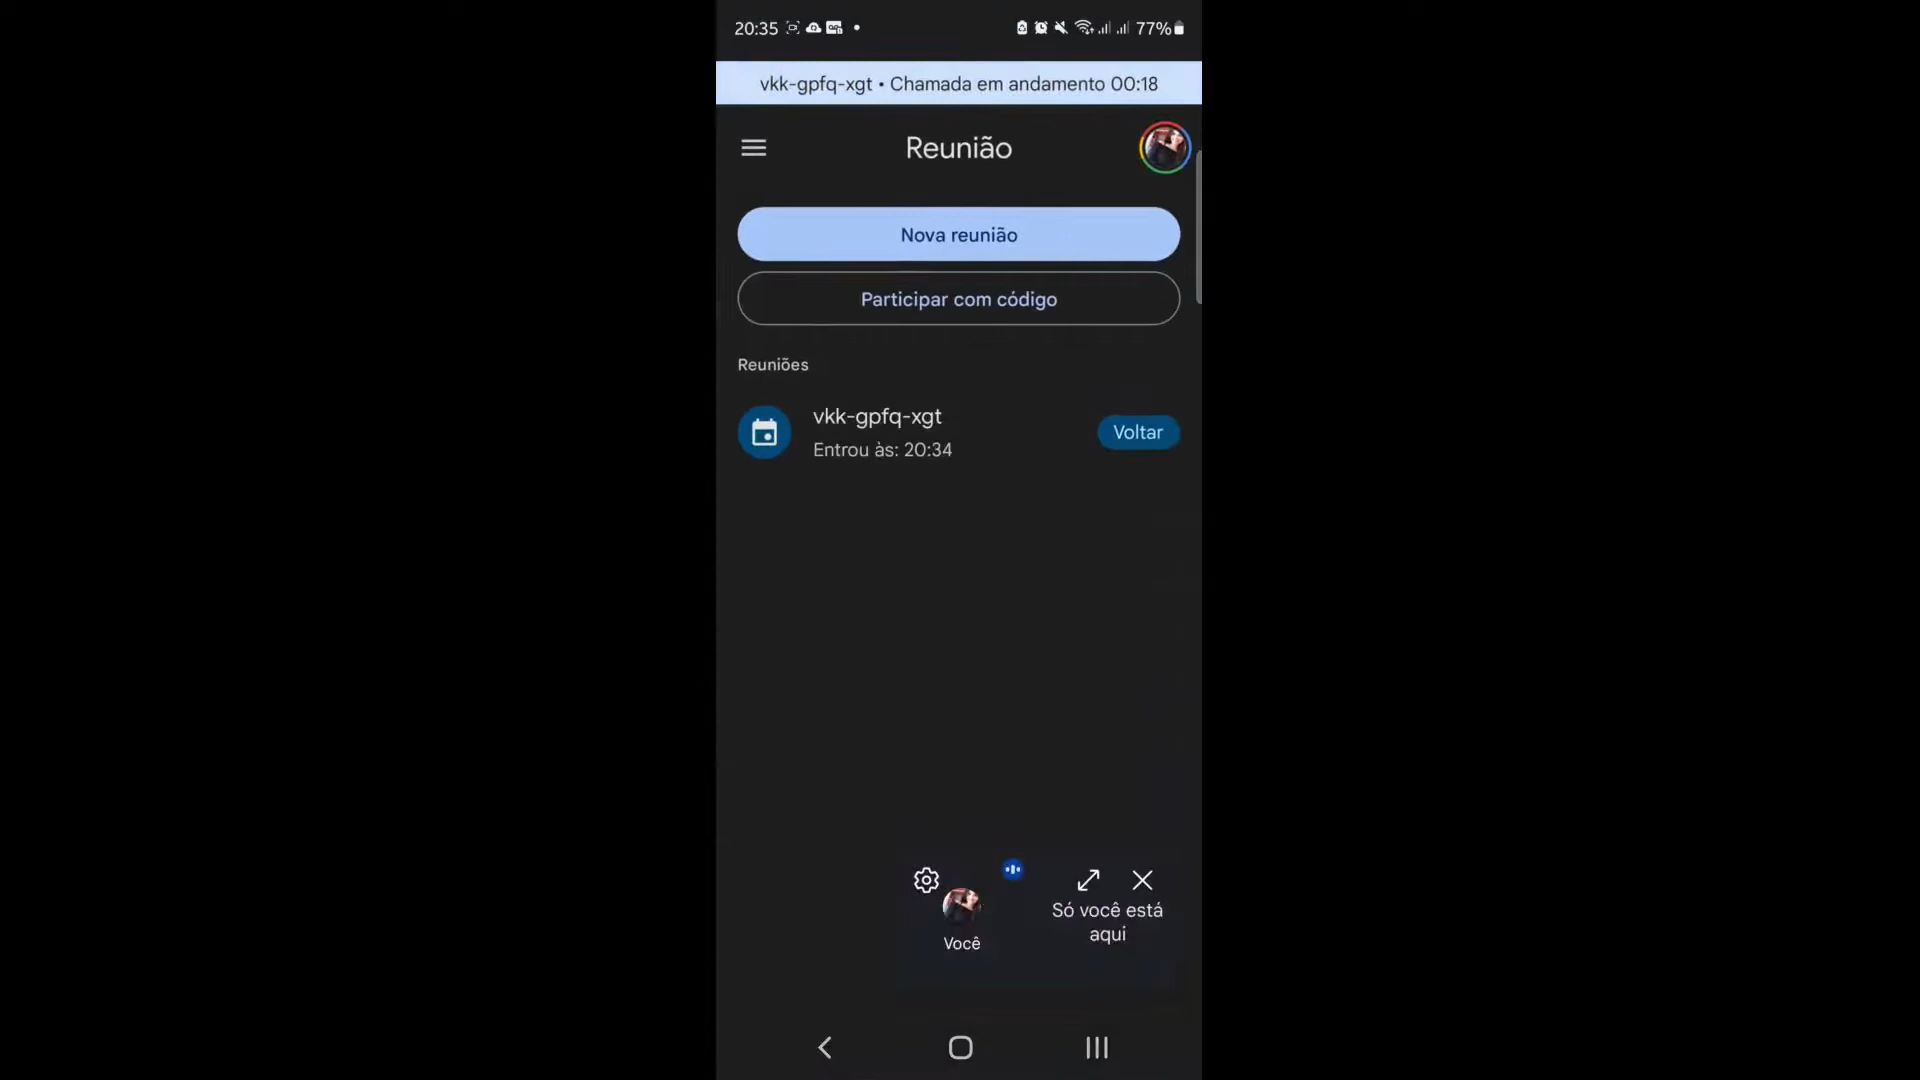 20:35
77%
vkk-gpfq-xgt • Chamada em andamento 00:18
Reunião
Nova reunião
Participar com código
Reuniões
vkk-gpfq-xgt
Entrou às: 20:34
Voltar
Você
Só você está
aqui